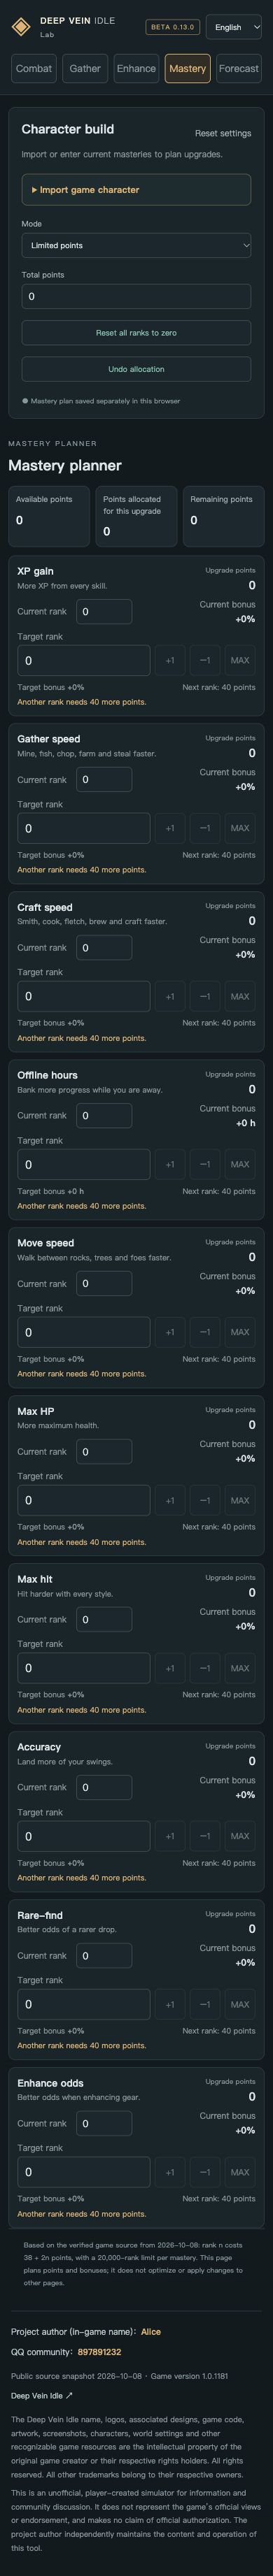 DEEP VEIN IDLE
Lab
BETA 0.13.0
English
Combat
Gather
Enhance
Mastery
Forecast
Character build
Reset settings
Import or enter current masteries to plan upgrades.
▸ Import game character
Mode
Limited points
Total points
0
Reset all ranks to zero
Undo allocation
Mastery plan saved separately in this browser
MASTERY PLANNER
Mastery planner
Available points
0
Points allocated
for this upgrade
0
Remaining points
0
XP gain
Upgrade points
More XP from every skill.
0
Current rank 0
Current bonus
+0%
Target rank
0 +1 −1 MAX
Target bonus +0%
Next rank: 40 points
Another rank needs 40 more points.
Gather speed
Upgrade points
Mine, fish, chop, farm and steal faster.
0
Current rank 0
Current bonus
+0%
Target rank
0 +1 −1 MAX
Target bonus +0%
Next rank: 40 points
Another rank needs 40 more points.
Craft speed
Upgrade points
Smith, cook, fletch, brew and craft faster.
0
Current rank 0
Current bonus
+0%
Target rank
0 +1 −1 MAX
Target bonus +0%
Next rank: 40 points
Another rank needs 40 more points.
Offline hours
Upgrade points
Bank more progress while you are away.
0
Current rank 0
Current bonus
+0 h
Target rank
0 +1 −1 MAX
Target bonus +0 h
Next rank: 40 points
Another rank needs 40 more points.
Move speed
Upgrade points
Walk between rocks, trees and foes faster.
0
Current rank 0
Current bonus
+0%
Target rank
0 +1 −1 MAX
Target bonus +0%
Next rank: 40 points
Another rank needs 40 more points.
Max HP
Upgrade points
More maximum health.
0
Current rank 0
Current bonus
+0%
Target rank
0 +1 −1 MAX
Target bonus +0%
Next rank: 40 points
Another rank needs 40 more points.
Max hit
Upgrade points
Hit harder with every style.
0
Current rank 0
Current bonus
+0%
Target rank
0 +1 −1 MAX
Target bonus +0%
Next rank: 40 points
Another rank needs 40 more points.
Accuracy
Upgrade points
Land more of your swings.
0
Current rank 0
Current bonus
+0%
Target rank
0 +1 −1 MAX
Target bonus +0%
Next rank: 40 points
Another rank needs 40 more points.
Rare-find
Upgrade points
Better odds of a rarer drop.
0
Current rank 0
Current bonus
+0%
Target rank
0 +1 −1 MAX
Target bonus +0%
Next rank: 40 points
Another rank needs 40 more points.
Enhance odds
Upgrade points
Better odds when enhancing gear.
0
Current rank 0
Current bonus
+0%
Target rank
0 +1 −1 MAX
Target bonus +0%
Next rank: 40 points
Another rank needs 40 more points.
Based on the verified game source from 2026-10-08: rank n costs
38 + 2n points, with a 20,000-rank limit per mastery. This page
plans points and bonuses; it does not optimize or apply changes to
other pages.
Project author (in-game name): Alice
QQ community: 897891232
Public source snapshot 2026-10-08 · Game version 1.0.1181
Deep Vein Idle ↗
The Deep Vein Idle name, logos, associated designs, game code,
artwork, screenshots, characters, world settings and other
recognizable game resources are the intellectual property of the
original game creator or their respective rights holders. All rights
reserved. All other trademarks belong to their respective owners.
This is an unofficial, player-created simulator for information and
community discussion. It does not represent the game's official views
or endorsement, and makes no claim of official authorization. The
project author independently maintains the content and operation of
this tool.